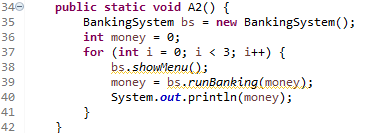 34 public static void A2() {
35 BankingSystem bs = new BankingSystem();
36 int money = 0;
37 for (int i = 0; i < 3; i++) {
38 bs.showMenu();
39 money = bs.runBanking(money);
40 System.out.println(money);
41 }
42 }